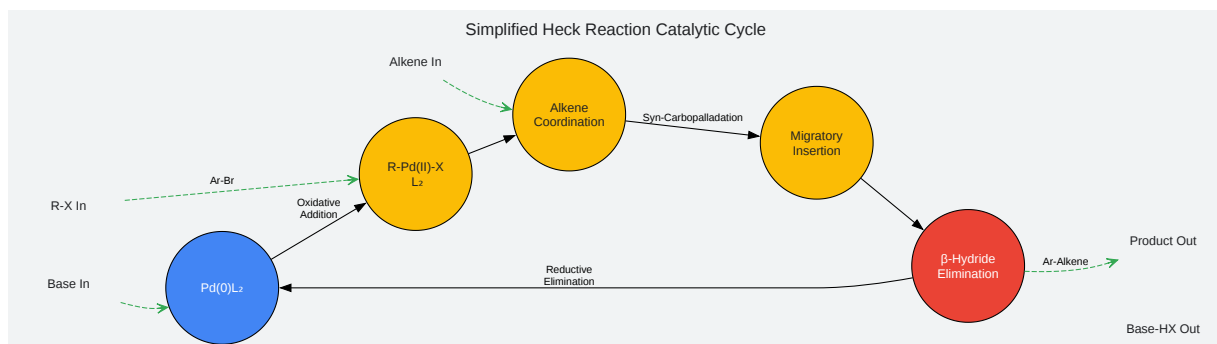 Simplified Heck Reaction Catalytic Cycle
Alkene In
Alkene
Coordination
Syn-Carbopalladation
Migratory
Insertion
R-Pd(II)-X
L₂
Ar-Br
R-X In
Oxidative
Addition
Product Out
β-Hydride
Elimination
Ar-Alkene
Reductive
Elimination
Base In
Pd(0)L₂
Base-HX Out